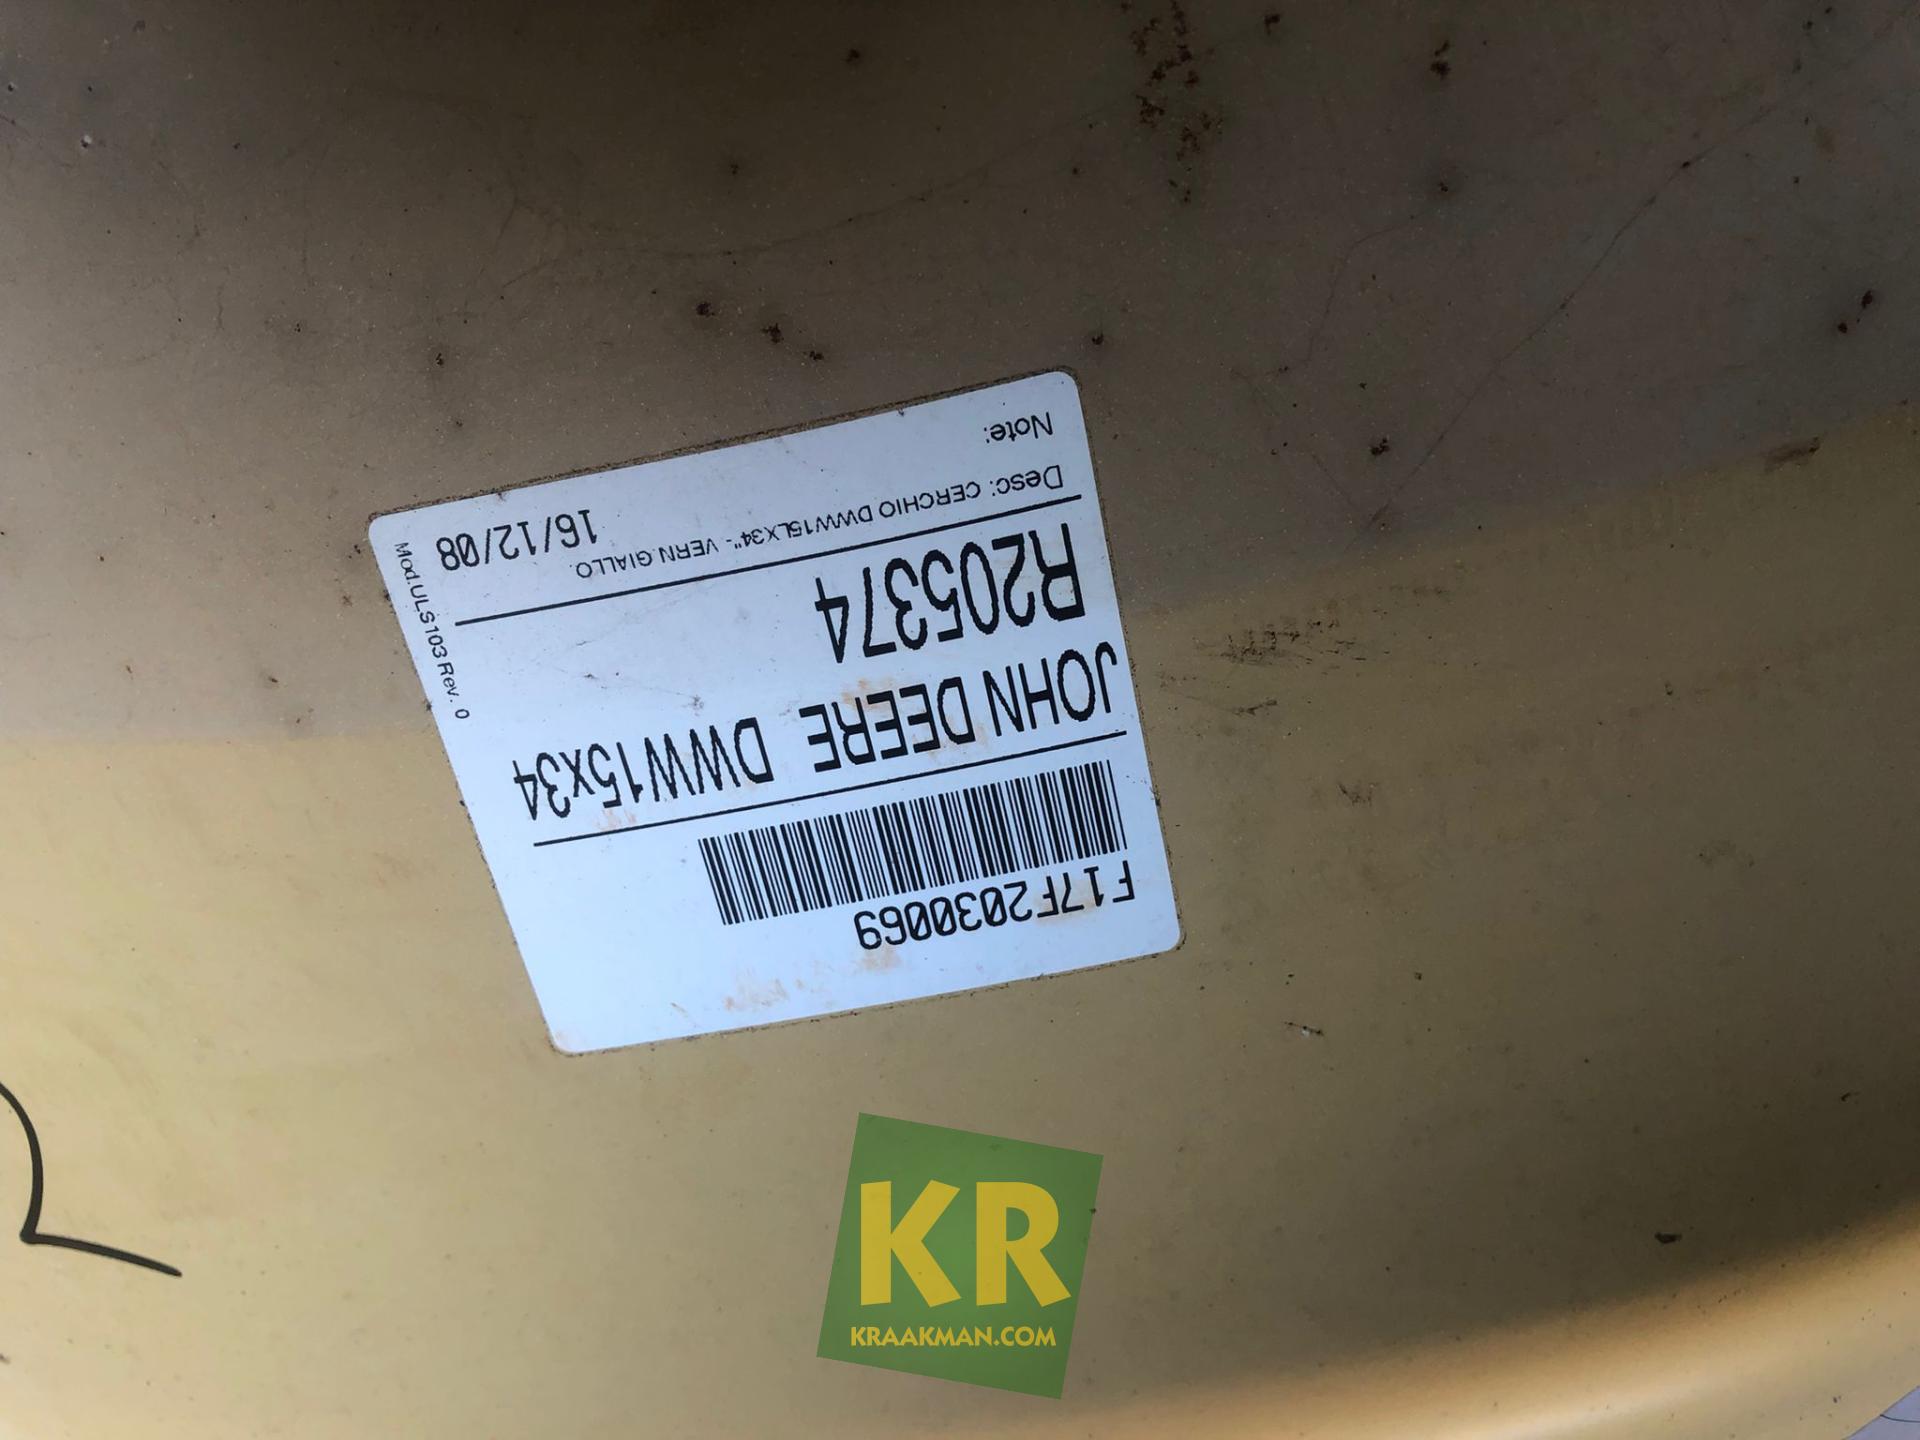 F17F2030069
JOHN DEERE DWW15x34
R205374
Desc: CERCHIO DWW15LX34"- VERN.GIALLO.
Note:
16/12/08
Mod.ULS103 Rev. 0
KR
KRAAKMAN.COM